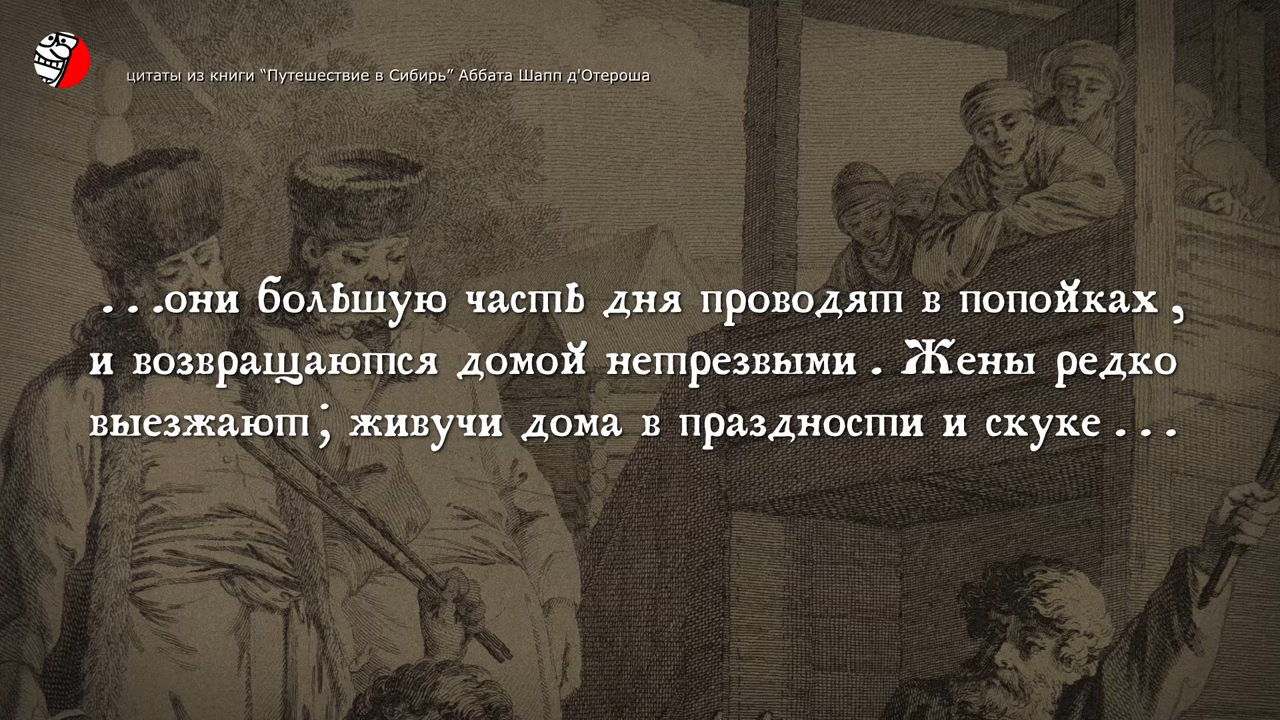 цитаты из книги “Путешествие в Сибирь” Аббата Шапп д'Отероша
...они большую часть дня проводят в попойках,
и возвращаются домой нетрезвыми. Жены редко
выезжают; живучи дома в праздности и скуке...